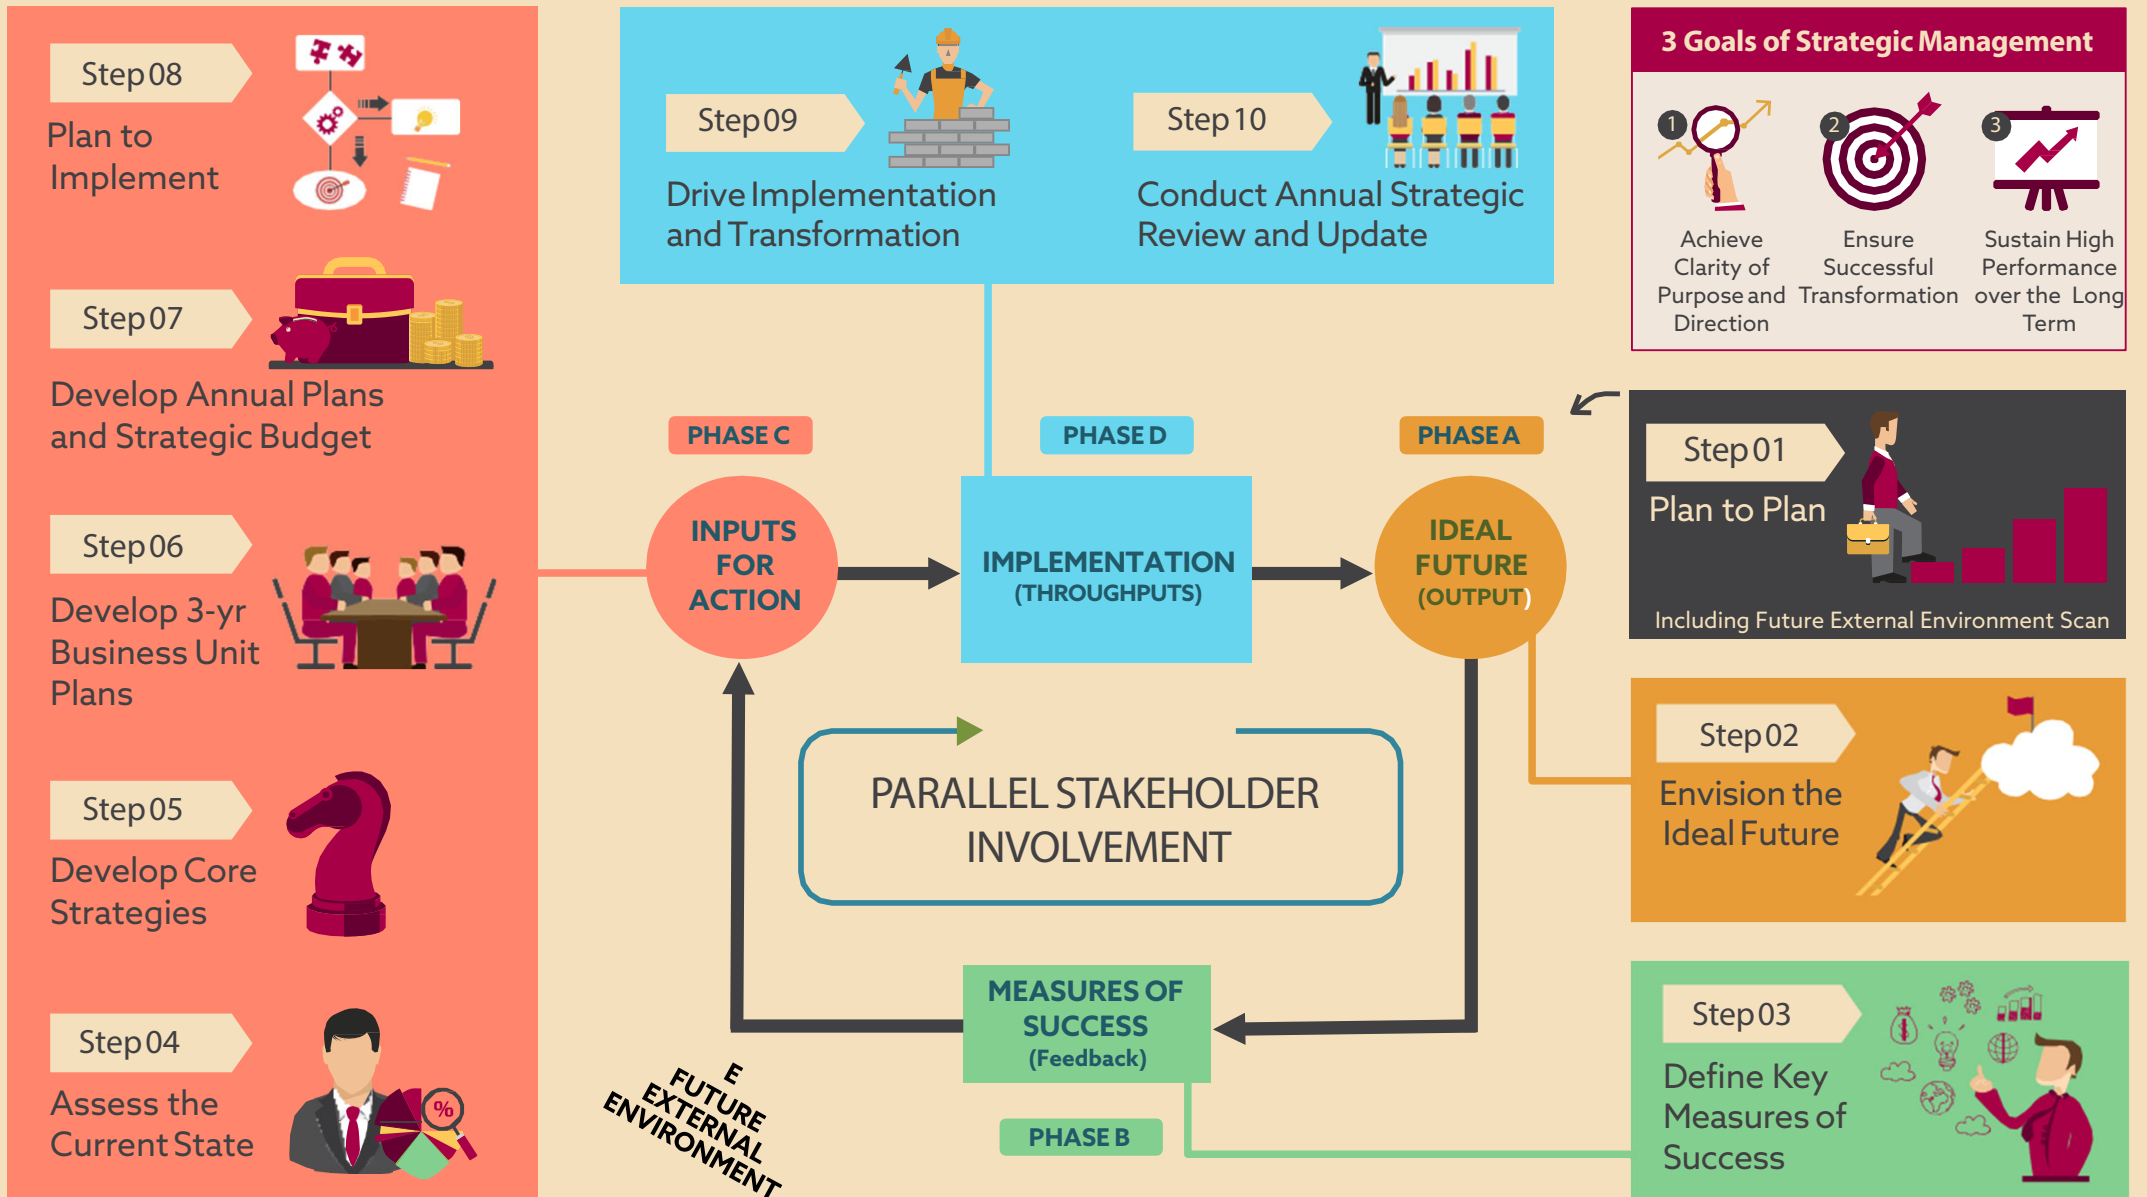 Step 08
Plan to
Implement
Step 07
Develop Annual Plans
and Strategic Budget
Step 06
Develop 3-yr
Business Unit
Plans
Step 05
Develop Core
Strategies
Step 04
Assess the
Current State
%
Step 09
Drive Implementation
and Transformation
Step 10
Conduct Annual Strategic
Review and Update
3 Goals of Strategic Management
1
Achieve
Clarity of
Purpose and
Direction
2
Ensure
Successful
Transformation
3
Sustain High
Performance
over the Long
Term
PHASE C
INPUTS
FOR
ACTION
PHASE D
IMPLEMENTATION
(THROUGHPUTS)
PHASE A
IDEAL
FUTURE
(OUTPUT)
PARALLEL STAKEHOLDER
INVOLVEMENT
MEASURES OF
SUCCESS
(Feedback)
PHASE B
E
FUTURE
EXTERNAL
ENVIRONMENT
Step 01
Plan to Plan
Including Future External Environment Scan
Step 02
Envision the
Ideal Future
Step 03
Define Key
Measures of
Success